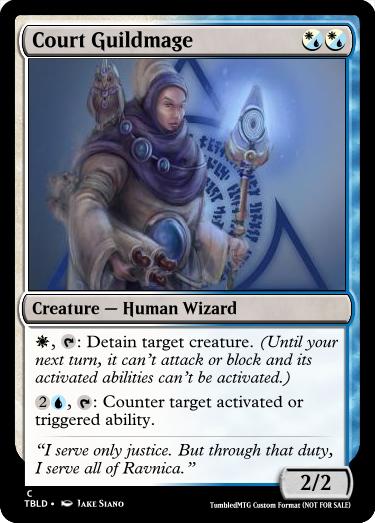 Court Guildmage
Creature — Human Wizard
, : Detain target creature. (Until your
next turn, it can't attack or block and its
activated abilities can't be activated.)
2, : Counter target activated or
triggered ability.
"I serve only justice. But through that duty,
I serve all of Ravnica."
2/2
C
TBLD • Jake Siano
TumbledMTG Custom Format (NOT FOR SALE)